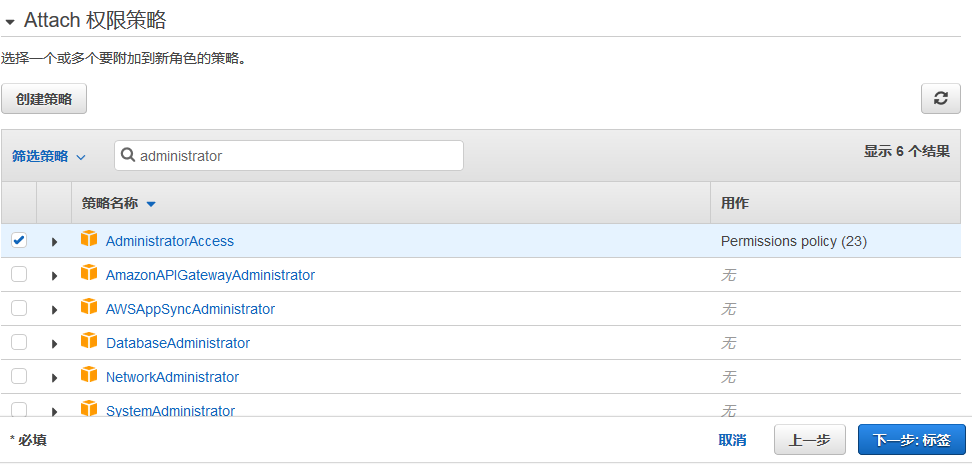 Attach 权限策略
选择一个或多个要附加到新角色的策略。
创建策略
筛选策略 administrator 显示 6 个结果
策略名称 用作
AdministratorAccess Permissions policy (23)
AmazonAPIGatewayAdministrator 无
AWSAppSyncAdministrator 无
DatabaseAdministrator 无
NetworkAdministrator 无
SystemAdministrator 无
* 必填 取消 上一步 下一步: 标签